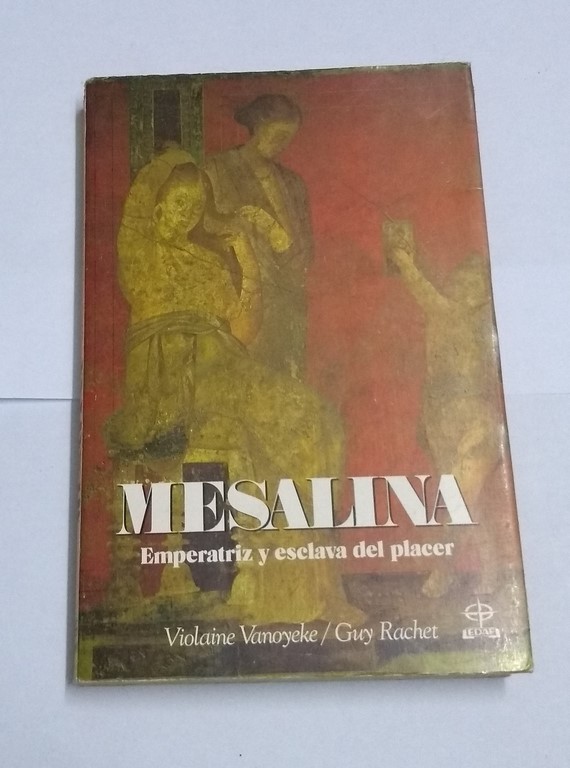 MESALINA
Emperatriz y esclava del placer
Violaine Vanoyeke / Guy Rachet
EDAF